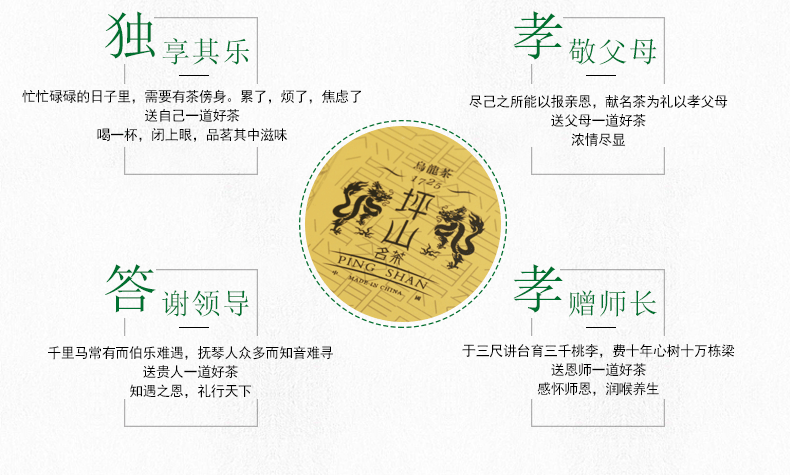 独享其乐
忙忙碌碌的日子里，需要有茶傍身。累了，烦了，焦虑了
送自己一道好茶
喝一杯，闭上眼，品茗其中滋味
孝敬父母
尽己之所能以报亲恩，献名茶为礼以孝父母
送父母一道好茶
浓情尽显
烏龍茶
1725
坪山
名茶
PING SHAN
中 MADE IN CHINA 國
答谢领导
千里马常有而伯乐难遇，抚琴人众多而知音难寻
送贵人一道好茶
知遇之恩，礼行天下
孝赠师长
于三尺讲台育三千桃李，费十年心树十万栋梁
送恩师一道好茶
感怀师恩，润喉养生